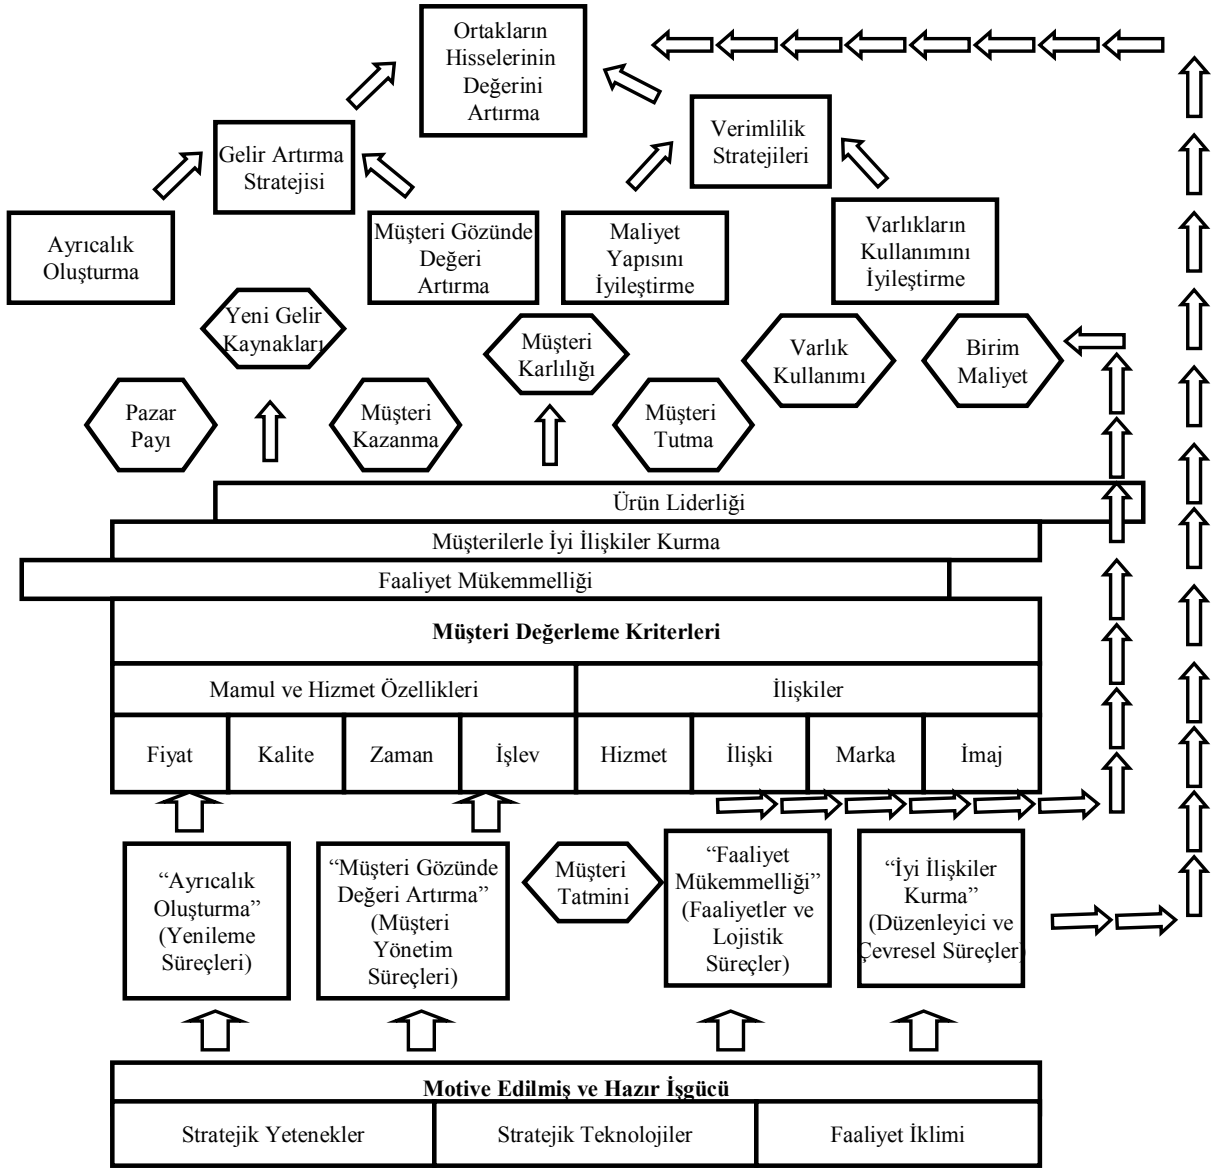 Ortakların
Hisselerinin
Değerini
Artırma
Gelir Artırma
Stratejisi
Verimlilik
Stratejileri
Ayrıcalık
Oluşturma
Müşteri Gözünde
Değeri
Artırma
Maliyet
Yapısını
İyileştirme
Varlıkların
Kullanımını
İyileştirme
Yeni Gelir
Kaynakları
Müşteri
Karlılığı
Varlık
Kullanımı
Birim
Maliyet
Pazar
Payı
Müşteri
Kazanma
Müşteri
Tutma
Ürün Liderliği
Müşterilerle İyi İlişkiler Kurma
Faaliyet Mükemmelliği
Müşteri Değerleme Kriterleri
Mamul ve Hizmet Özellikleri
İlişkiler
Fiyat
Kalite
Zaman
İşlev
Hizmet
İlişki
Marka
İmaj
“Ayrıcalık
Oluşturma”
(Yenileme
Süreçleri)
“Müşteri Gözünde
Değeri Artırma”
(Müşteri
Yönetim
Süreçleri)
Müşteri
Tatmini
“Faaliyet
Mükemmelliği”
(Faaliyetler ve
Lojistik
Süreçler)
“İyi İlişkiler
Kurma”
(Düzenleyici ve
Çevresel Süreçler)
Motive Edilmiş ve Hazır İşgücü
Stratejik Yetenekler
Stratejik Teknolojiler
Faaliyet İklimi